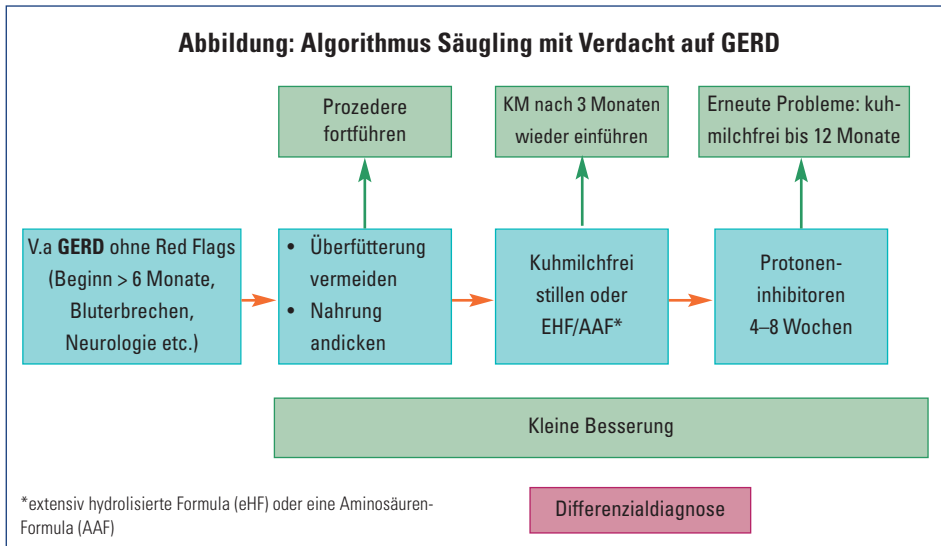 Abbildung: Algorithmus Säugling mit Verdacht auf GERD
Prozedere
fortführen
KM nach 3 Monaten
wieder einführen
Erneute Probleme: kuh-
milchfrei bis 12 Monate
V.a GERD ohne Red Flags
(Beginn > 6 Monate,
Bluterbrechen,
Neurologie etc.)
• Überfütterung
vermeiden
• Nahrung
andicken
Kuhmilchfrei
stillen oder
EHF/AAF*
Protonen-
inhibitoren
4–8 Wochen
Kleine Besserung
*extensiv hydrolisierte Formula (eHF) oder eine Aminosäuren-
Formula (AAF)
Differenzialdiagnose